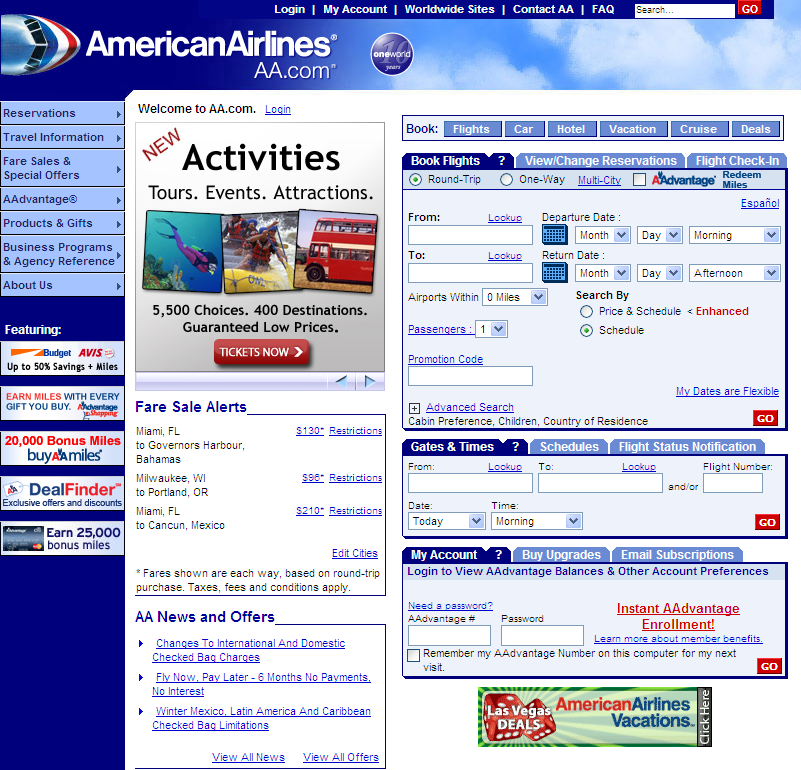 Login | My Account | Worldwide Sites | Contact AA | FAQ Search... GO
AmericanAirlines®
AA.com
oneworld
10
years
Reservations
Travel Information
Fare Sales &
Special Offers
AAdvantage®
Products & Gifts
Business Programs
& Agency Reference
About Us
Featuring:
Budget AVIS
Up to 50% Savings + Miles
EARN MILES WITH EVERY
GIFT YOU BUY. AAdvantage
eShopping
20,000 Bonus Miles
buyAAmiles
DealFinder
Exclusive offers and discounts
Earn 25,000
bonus miles
Welcome to AA.com. Login
NEW
Activities
Tours. Events. Attractions.
5,500 Choices. 400 Destinations.
Guaranteed Low Prices.
TICKETS NOW
Fare Sale Alerts
Miami, FL $130* Restrictions
to Governors Harbour,
Bahamas
Milwaukee, WI $96* Restrictions
to Portland, OR
Miami, FL $210* Restrictions
to Cancun, Mexico
Edit Cities
* Fares shown are each way, based on round-trip
purchase. Taxes, fees and conditions apply.
AA News and Offers
Changes To International And Domestic
Checked Bag Charges
Fly Now, Pay Later - 6 Months No Payments,
No Interest
Winter Mexico, Latin America And Caribbean
Checked Bag Limitations
View All News View All Offers
Book: Flights Car Hotel Vacation Cruise Deals
Book Flights ? View/Change Reservations Flight Check-In
Round-Trip One-Way Multi-City AAdvantage® Redeem
Miles
Español
From: Lookup Departure Date :
Month Day Morning
To: Lookup Return Date :
Month Day Afternoon
Airports Within 0 Miles Search By
Price & Schedule < Enhanced
Passengers : 1 Schedule
Promotion Code
My Dates are Flexible
Advanced Search
Cabin Preference, Children, Country of Residence GO
Gates & Times ? Schedules Flight Status Notification
From: Lookup To: Lookup Flight Number:
and/or
Date: Time:
Today Morning GO
My Account ? Buy Upgrades Email Subscriptions
Login to View AAdvantage Balances & Other Account Preferences
Need a password?
AAdvantage # Password
Instant AAdvantage
Enrollment!
Learn more about member benefits.
Remember my AAdvantage Number on this computer for my next
visit. GO
Las Vegas
DEALS
AmericanAirlines
Vacations
Click Here